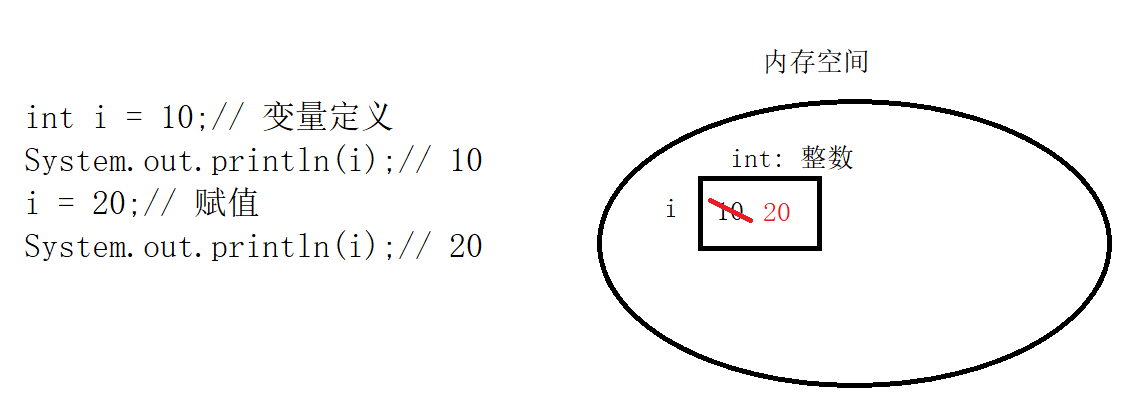 int i = 10;// 变量定义
System.out.println(i);// 10
i = 20;// 赋值
System.out.println(i);// 20
内存空间
int: 整数
i 10 20